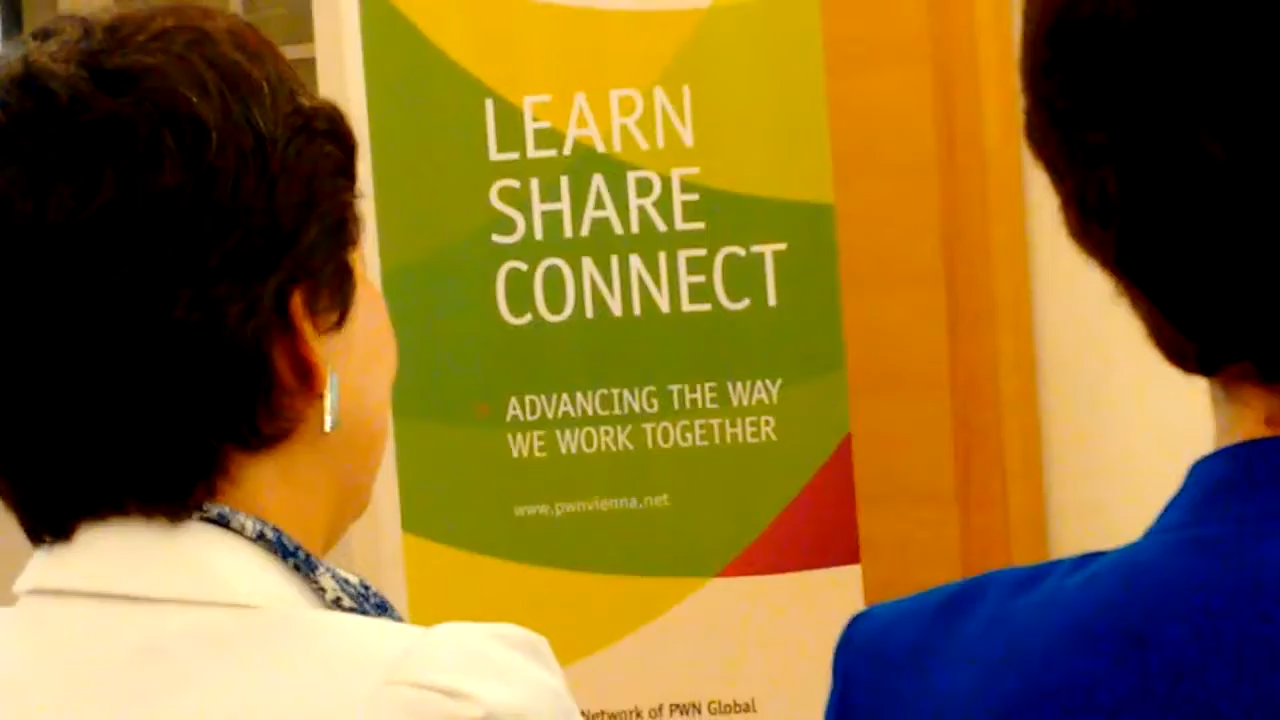 LEARN
SHARE
CONNECT
ADVANCING THE WAY
WE WORK TOGETHER
www.pwnvienna.net
Network of PWN Global